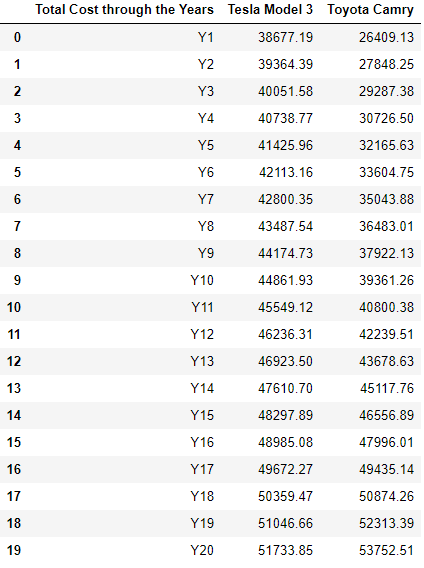 Total Cost through the Years Tesla Model 3 Toyota Camry
0 Y1 38677.19 26409.13
1 Y2 39364.39 27848.25
2 Y3 40051.58 29287.38
3 Y4 40738.77 30726.50
4 Y5 41425.96 32165.63
5 Y6 42113.16 33604.75
6 Y7 42800.35 35043.88
7 Y8 43487.54 36483.01
8 Y9 44174.73 37922.13
9 Y10 44861.93 39361.26
10 Y11 45549.12 40800.38
11 Y12 46236.31 42239.51
12 Y13 46923.50 43678.63
13 Y14 47610.70 45117.76
14 Y15 48297.89 46556.89
15 Y16 48985.08 47996.01
16 Y17 49672.27 49435.14
17 Y18 50359.47 50874.26
18 Y19 51046.66 52313.39
19 Y20 51733.85 53752.51